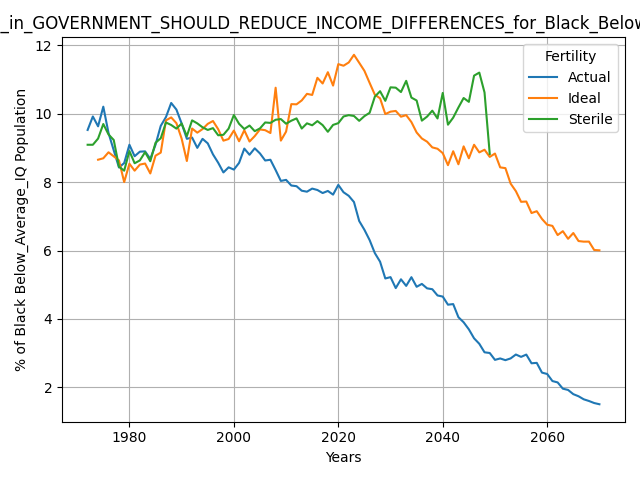 _in_GOVERNMENT_SHOULD_REDUCE_INCOME_DIFFERENCES_for_Black_Below
% of Black Below_Average_IQ Population
12
10
8
6
4
2
1980
2000
2020
2040
2060
Years
Fertility
Actual
Ideal
Sterile